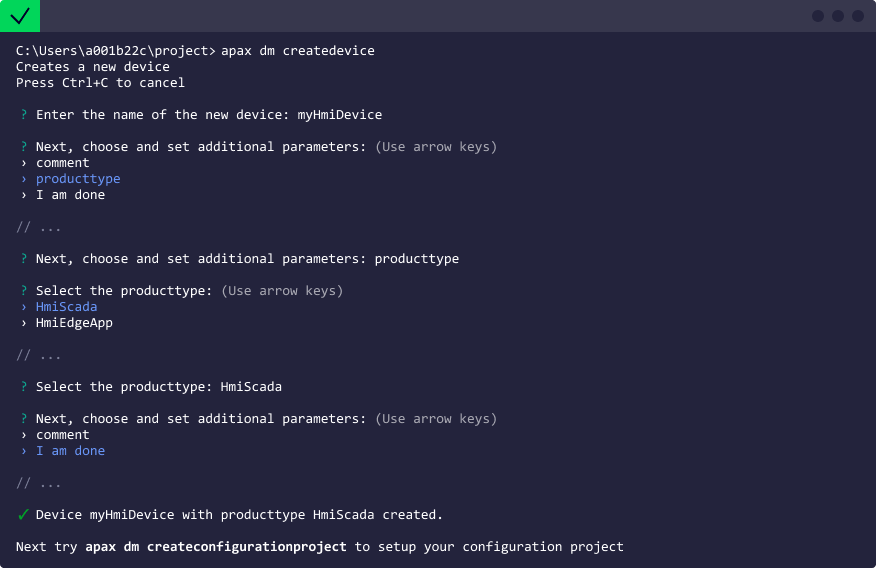 C:\Users\a001b22c\project> apax dm createdevice
Creates a new device
Press Ctrl+C to cancel
? Enter the name of the new device: myHmiDevice
? Next, choose and set additional parameters: (Use arrow keys)
› comment
› producttype
› I am done
// ...
? Next, choose and set additional parameters: producttype
? Select the producttype: (Use arrow keys)
› HmiScada
› HmiEdgeApp
// ...
? Select the producttype: HmiScada
? Next, choose and set additional parameters: (Use arrow keys)
› comment
› I am done
// ...
✓ Device myHmiDevice with producttype HmiScada created.
Next try apax dm createconfigurationproject to setup your configuration project